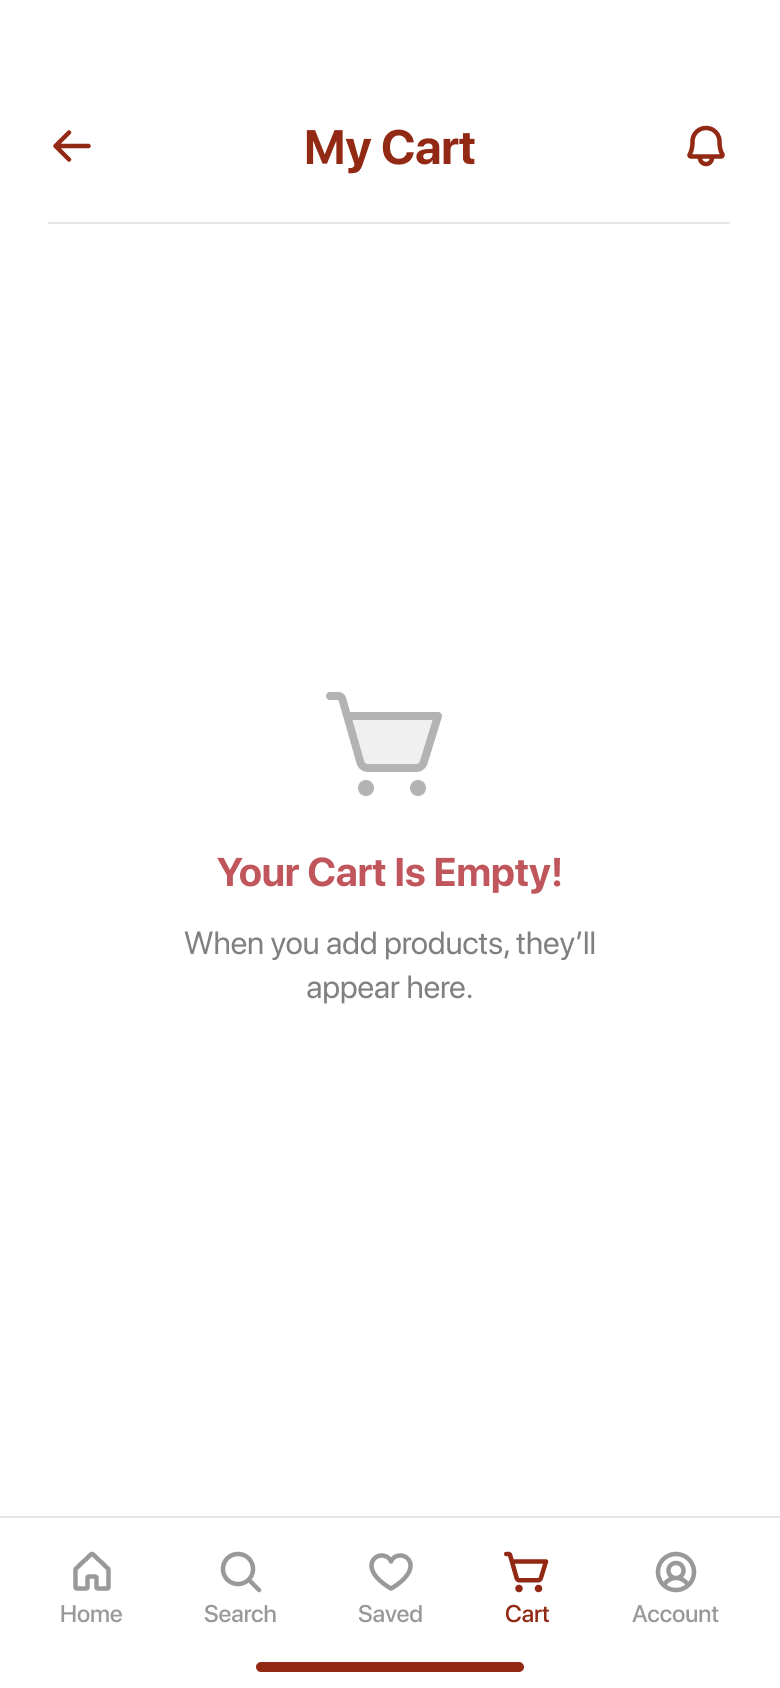 My Cart
Your Cart Is Empty!
When you add products, they’ll
appear here.
Home
Search
Saved
Cart
Account